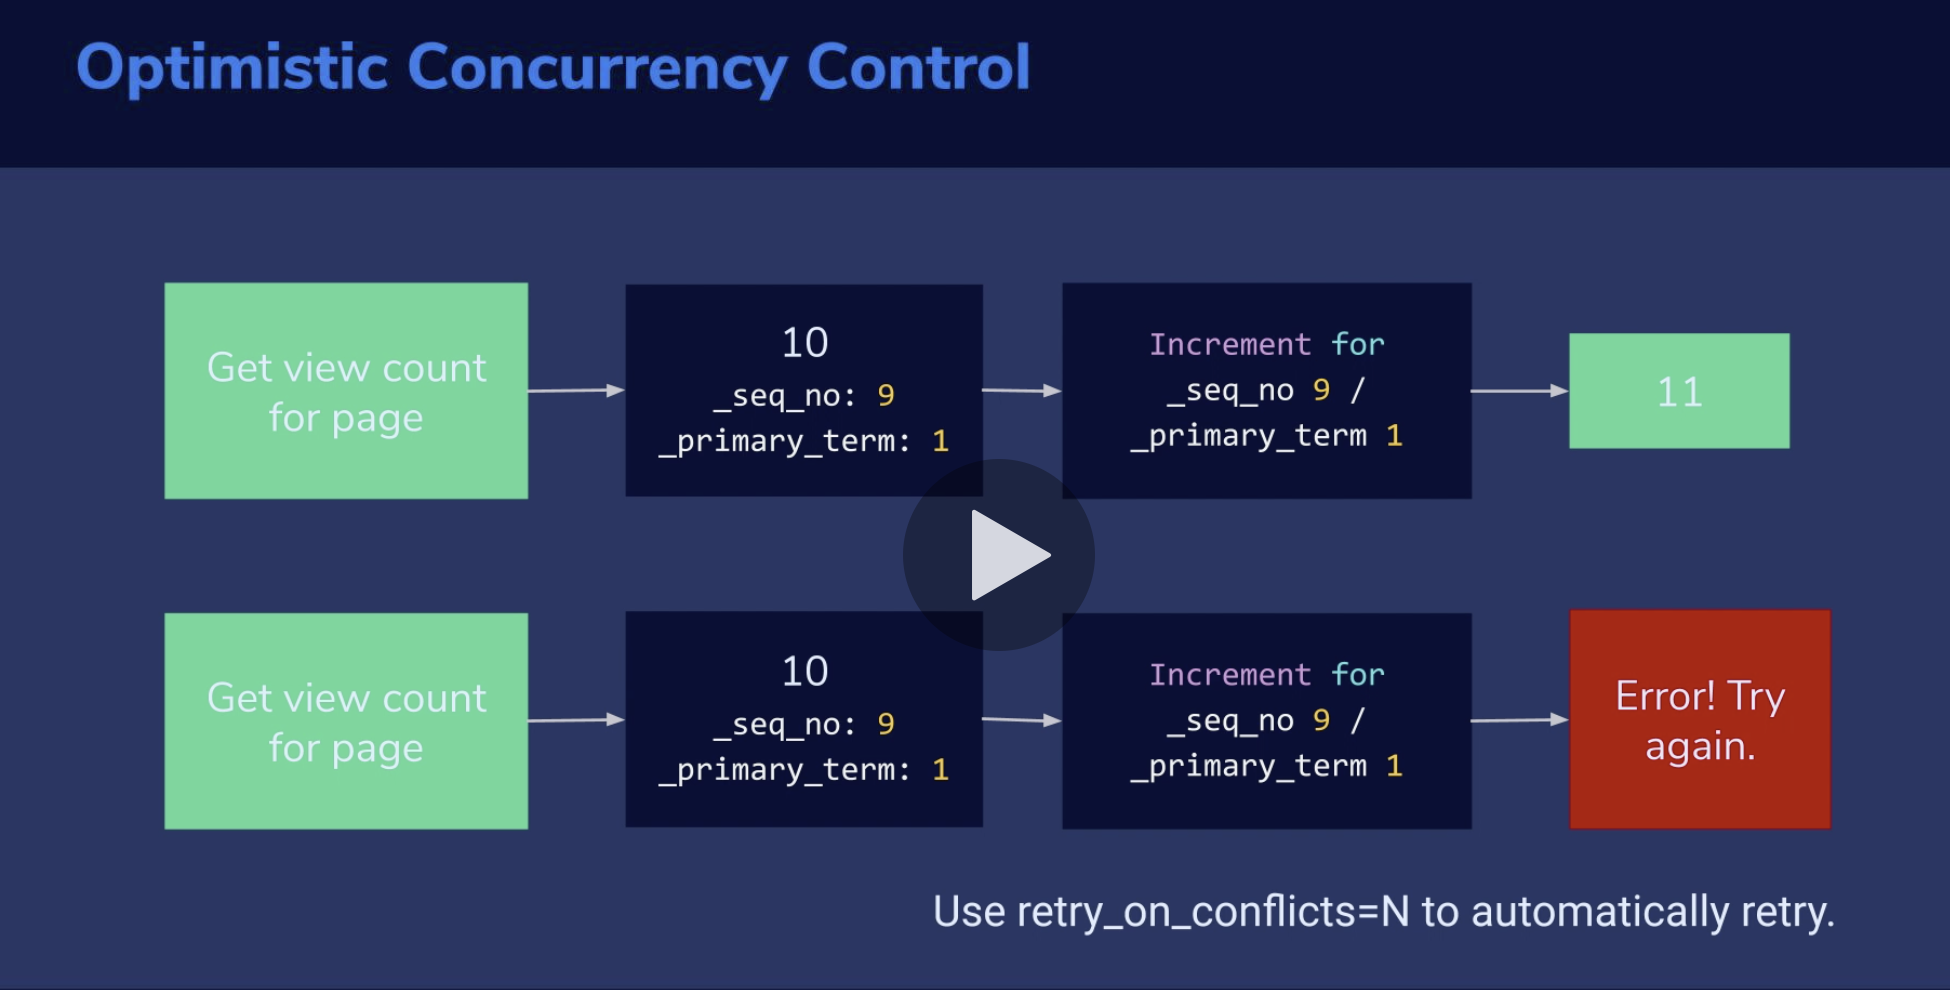 Optimistic Concurrency Control
Get view count
for page
10
_seq_no: 9
_primary_term: 1
Increment for
_seq_no 9 /
_primary_term 1
11
Get view count
for page
10
_seq_no: 9
_primary_term: 1
Increment for
_seq_no 9 /
_primary_term 1
Error! Try
again.
Use retry_on_conflicts=N to automatically retry.